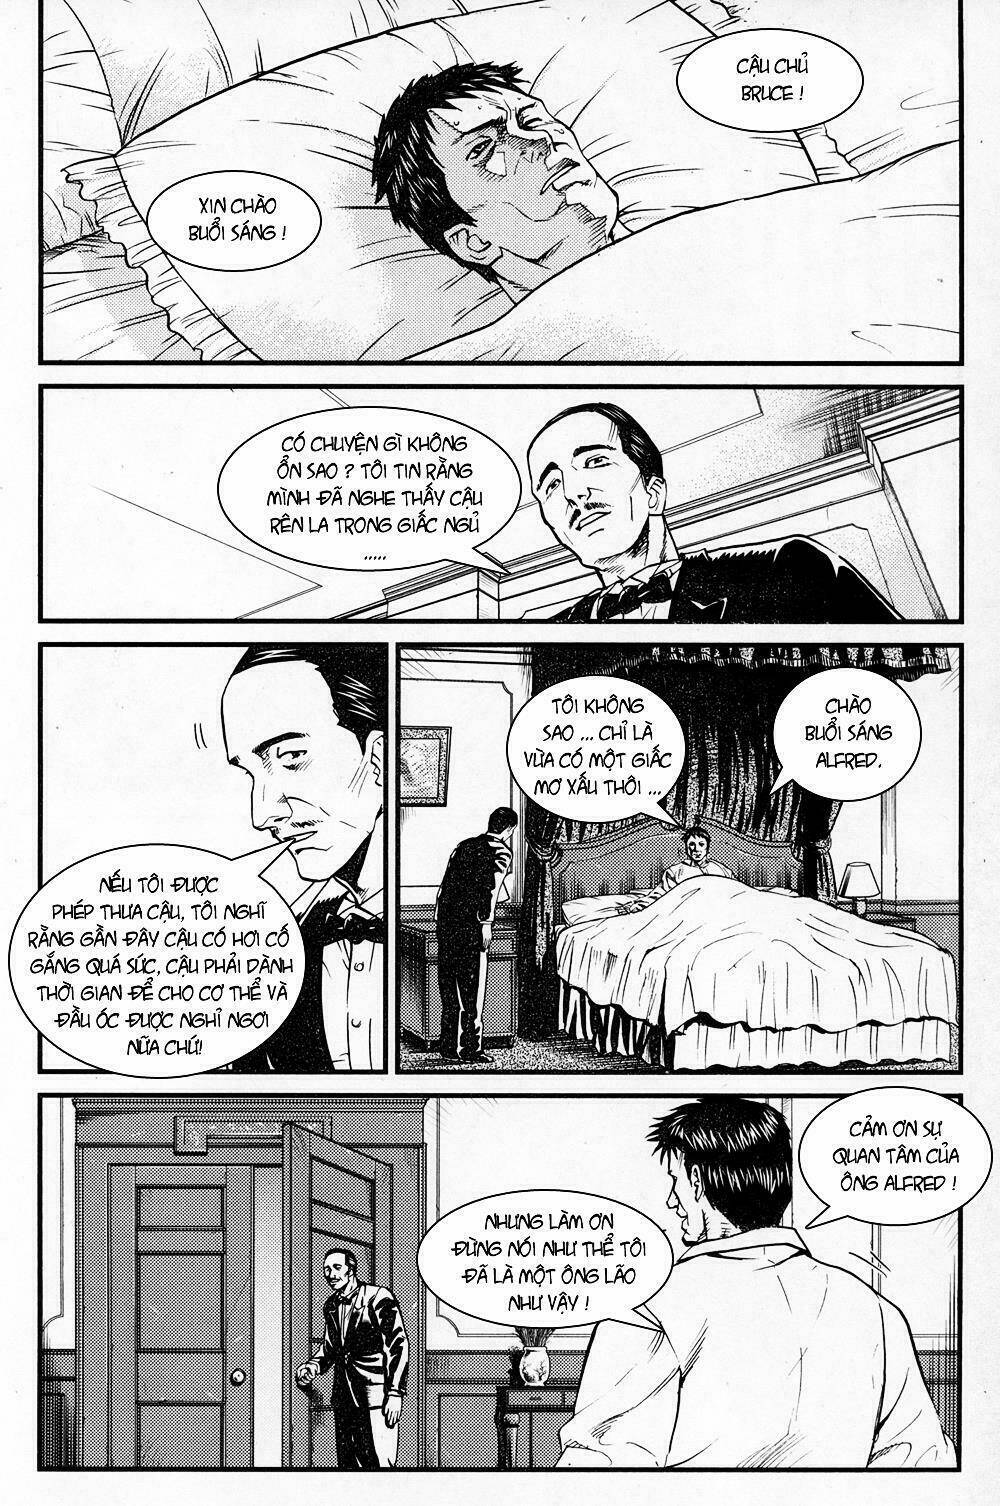 CẬU CHỦ
BRUCE !
XIN CHÀO
BUỔI SÁNG !
CÓ CHUYỆN GÌ KHÔNG
ỔN SAO ? TÔI TIN RẰNG
MÌNH ĐÃ NGHE THẤY CẬU
RÊN LA TRONG GIẤC NGỦ
.....
CHÀO
BUỔI SÁNG
ALFRED.
TÔI KHÔNG
SAO ... CHỈ LÀ
VỪA CÓ MỘT GIẤC
MƠ XẤU THÔI ...
NẾU TÔI ĐƯỢC
PHÉP THƯA CẬU, TÔI NGHĨ
RẰNG GẦN ĐÂY CẬU CÓ HƠI CỐ
GẮNG QUÁ SỨC, CẬU PHẢI DÀNH
THỜI GIAN ĐỂ CHO CƠ THỂ VÀ
ĐẦU ÓC ĐƯỢC NGHỈ NGƠI
NỮA CHỨ!
CẢM ƠN SỰ
QUAN TÂM CỦA
ÔNG ALFRED !
NHƯNG LÀM ƠN
ĐỪNG NÓI NHƯ THỂ TÔI
ĐÃ LÀ MỘT ÔNG LÃO
NHƯ VẬY !